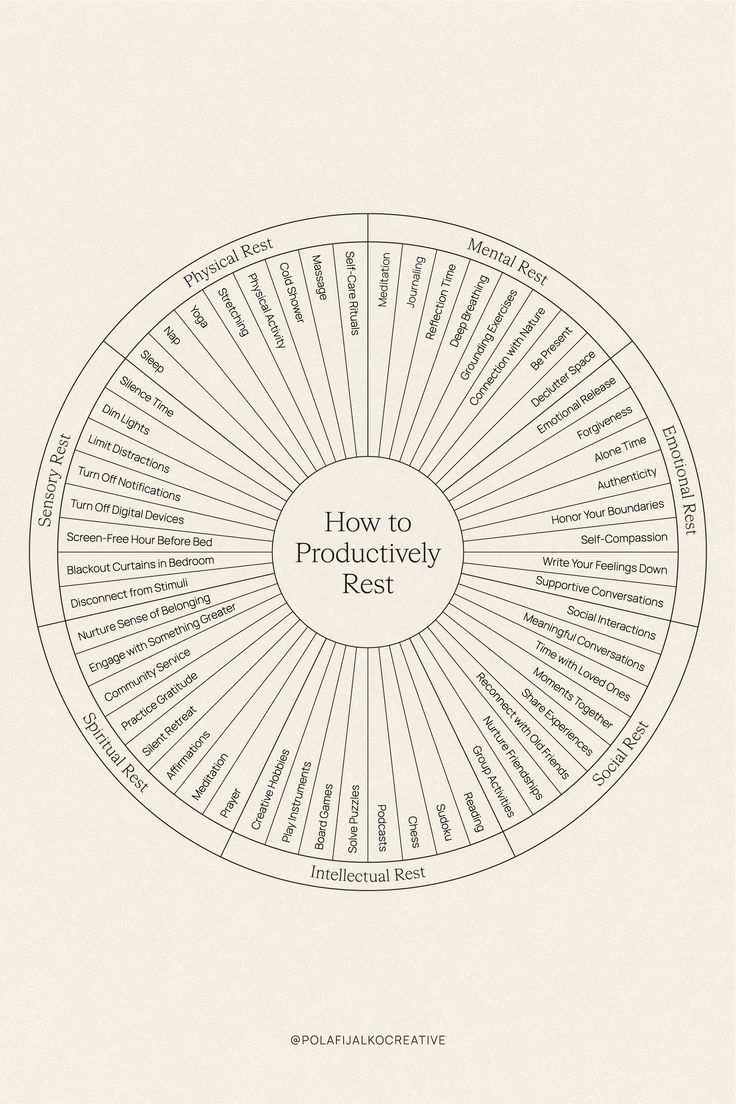 Physical Rest
Sleep
Nap
Yoga
Stretching
Physical Activity
Cold Shower
Massage
Self-Care Rituals
Mental Rest
Meditation
Journaling
Reflection Time
Deep Breathing
Grounding Exercises
Connection with Nature
Be Present
Declutter Space
Emotional Rest
Emotional Release
Forgiveness
Alone Time
Authenticity
Honor Your Boundaries
Self-Compassion
Write Your Feelings Down
Supportive Conversations
Social Rest
Social Interactions
Meaningful Conversations
Time with Loved Ones
Moments Together
Share Experiences
Reconnect with Old Friends
Nurture Friendships
Group Activities
Intellectual Rest
Reading
Sudoku
Chess
Podcasts
Solve Puzzles
Board Games
Play Instruments
Creative Hobbies
Spiritual Rest
Prayer
Meditation
Affirmations
Silent Retreat
Practice Gratitude
Community Service
Engage with Something Greater
Nurture Sense of Belonging
Sensory Rest
Disconnect from Stimuli
Blackout Curtains in Bedroom
Screen-Free Hour Before Bed
Turn Off Digital Devices
Turn Off Notifications
Limit Distractions
Dim Lights
Silence Time
How to
Productively
Rest
@POLAFIJALKOCREATIVE